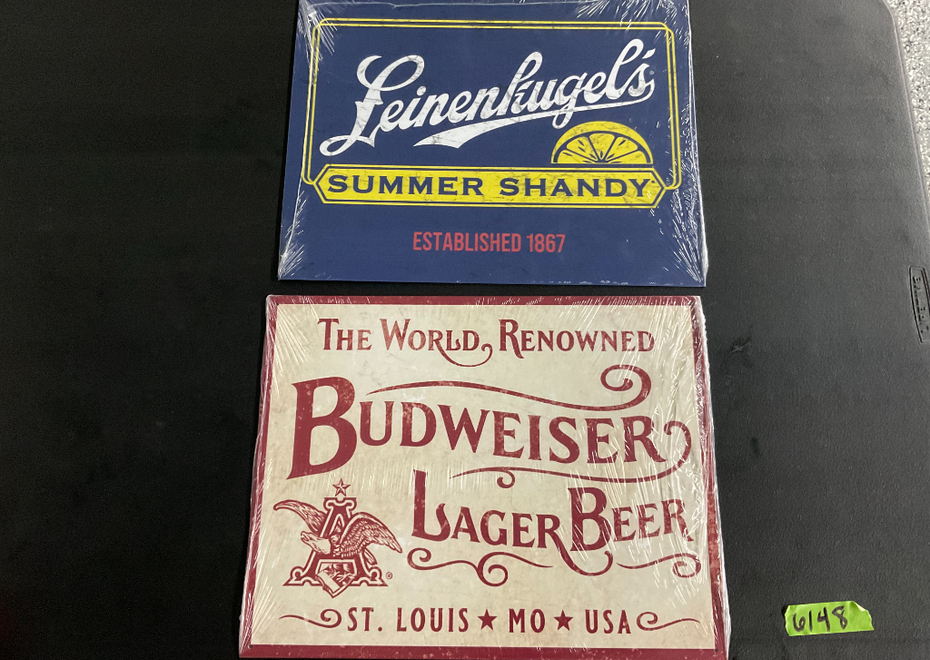 Leinenkugel's
SUMMER SHANDY
ESTABLISHED 1867
THE WORLD RENOWNED
BUDWEISER
LAGER BEER
A
®
ST. LOUIS ★ MO ★ USA
6148